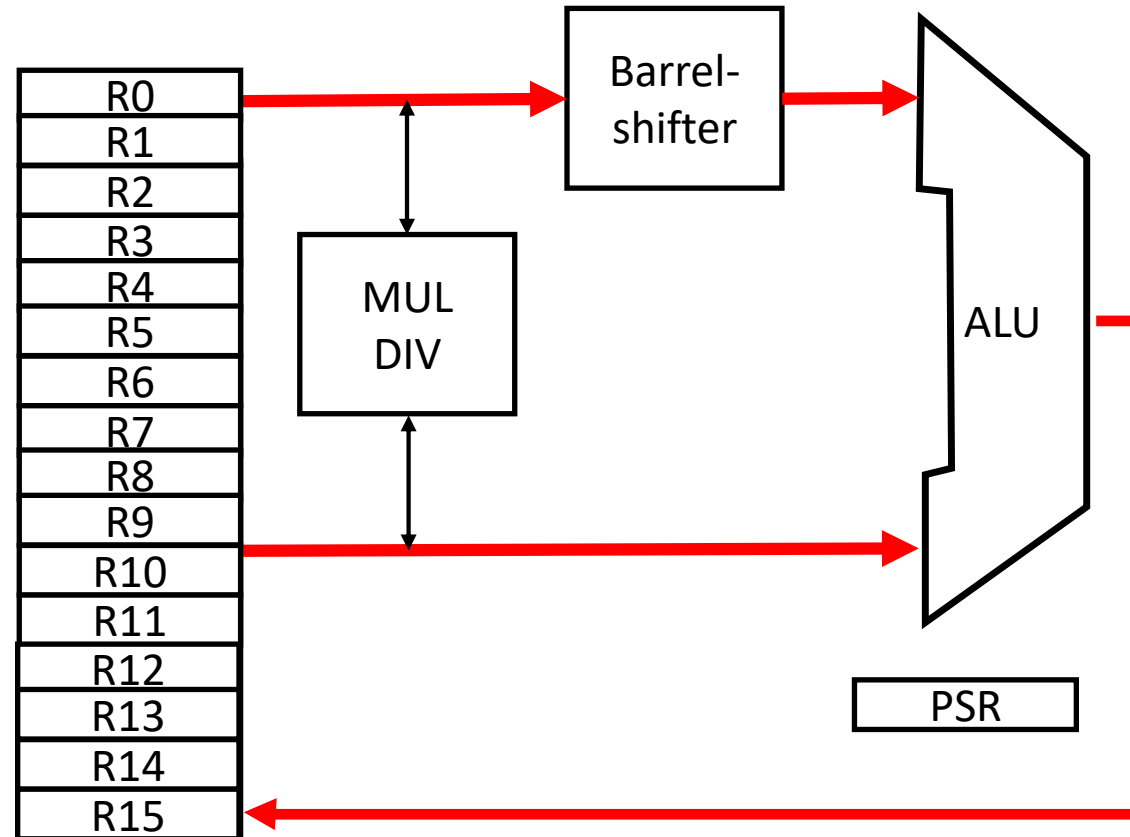 R0
R1
R2
R3
R4
R5
R6
R7
R8
R9
R10
R11
R12
R13
R14
R15
MUL
DIV
Barrel-
shifter
ALU
PSR